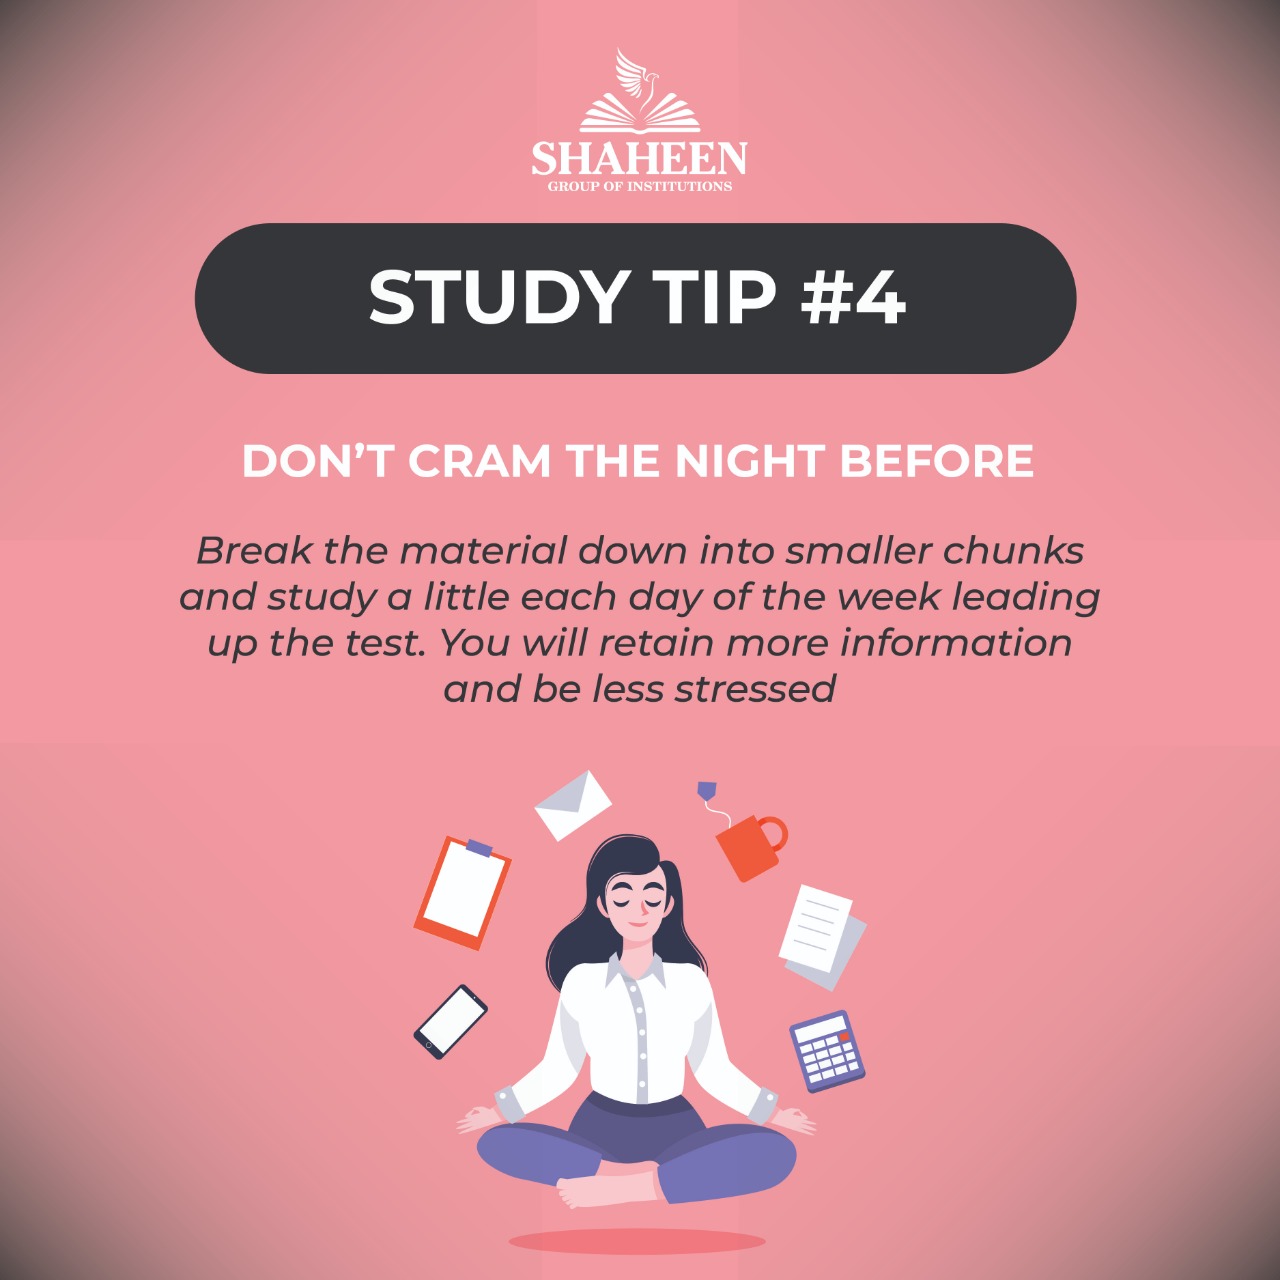 SHAHEEN
GROUP OF INSTITUTIONS
STUDY TIP #4
DON’T CRAM THE NIGHT BEFORE
Break the material down into smaller chunks
and study a little each day of the week leading
up the test. You will retain more information
and be less stressed